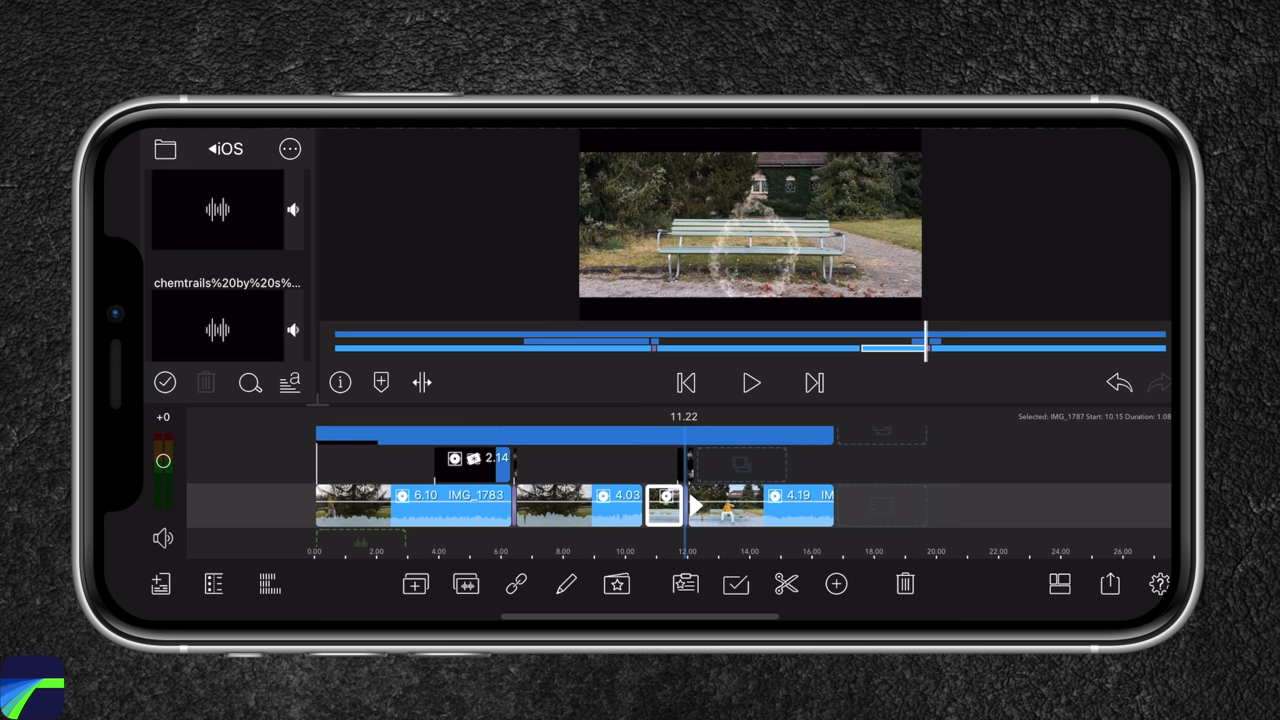 ◂iOS
chemtrails%20by%20s%...
+0
11.22
Selected: IMG_1787 Start: 10.15 Duration: 1.08
2.14
6.10 IMG_1783
4.03
4.19 IM
0.00 2.00 4.00 6.00 8.00 10.00 12.00 14.00 16.00 18.00 20.00 22.00 24.00 26.00